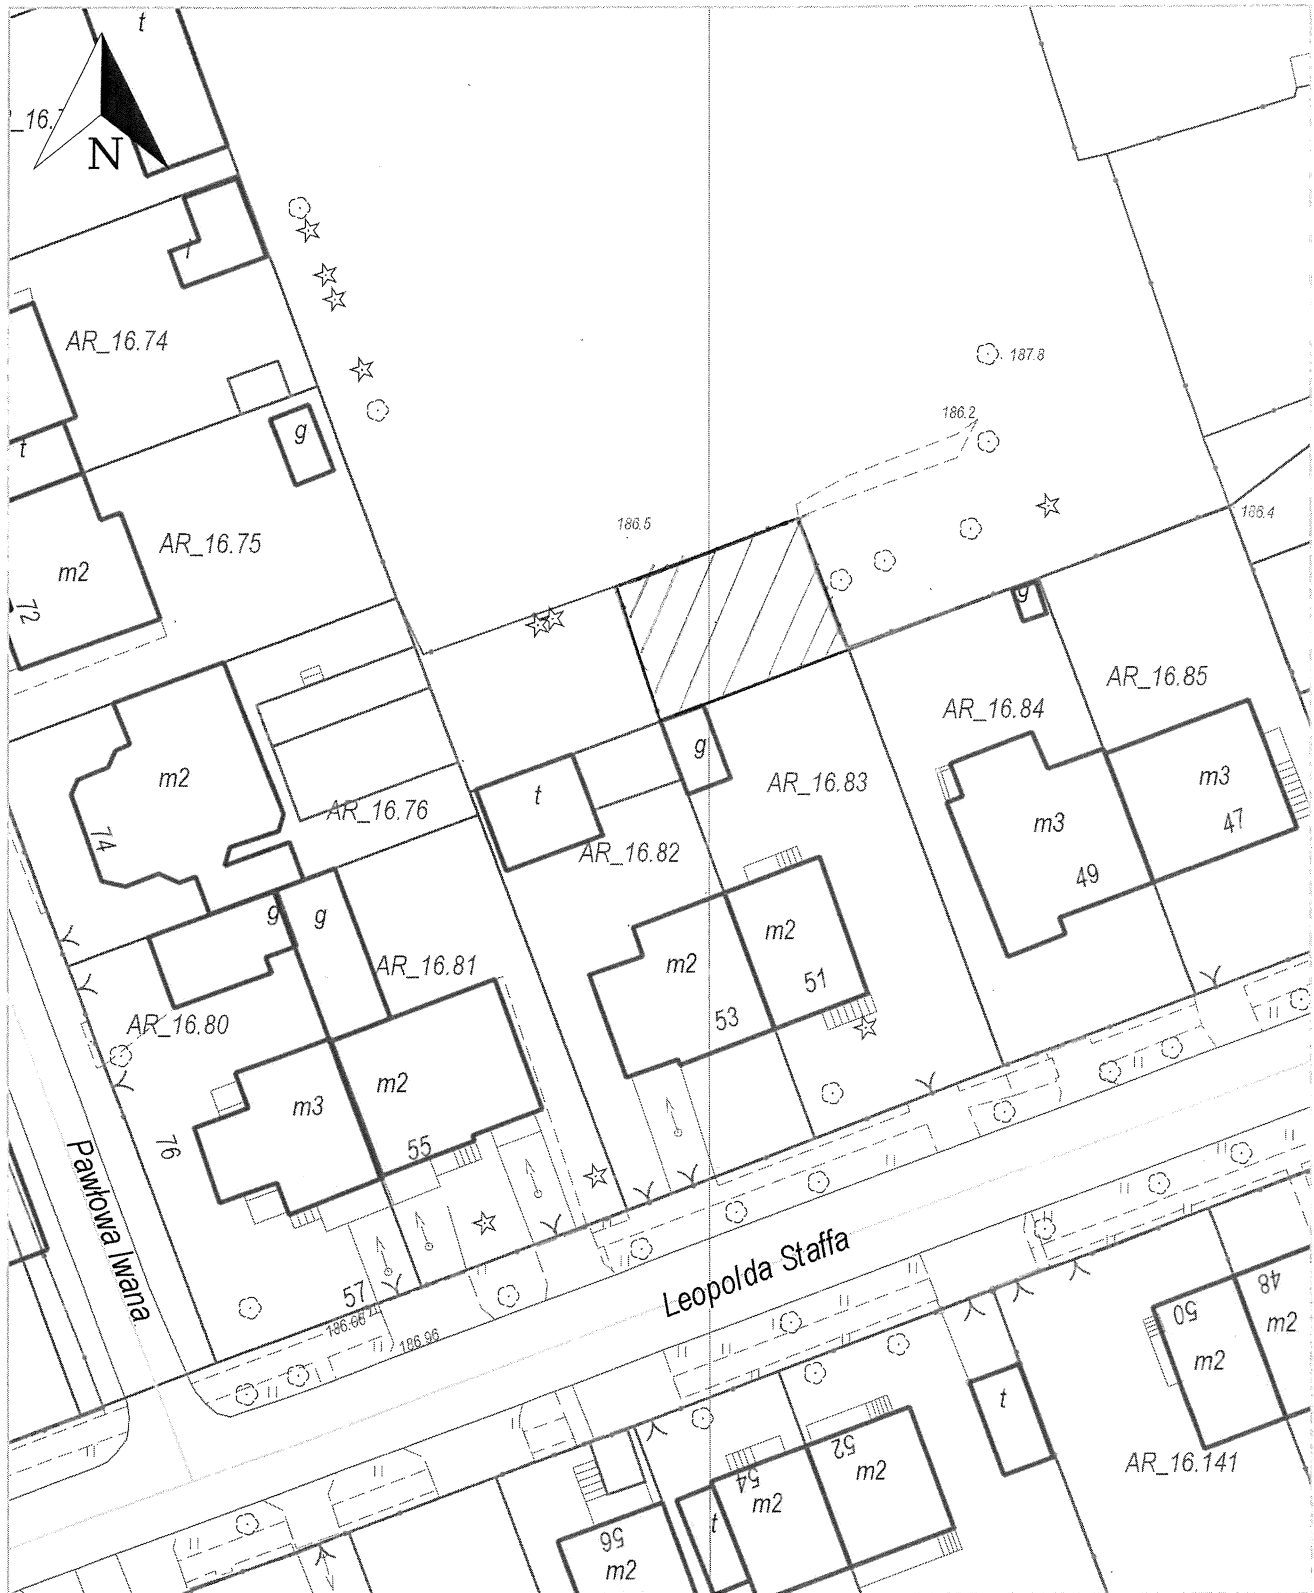 t
N
AR_16.74
187.8
186.2
g
t
186.5
186.4
AR_16.75
m2
72
g
AR_16.85
AR_16.84
g
m2
AR_16.83
m3
t
AR_16.76
m3
47
74
AR_16.82
49
g
g
m2
AR_16.81
m2
51
AR_16.80
53
m2
m3
76
55
Pawłowa Iwana
Leopolda Staffa
57
186.66
186.96
48
50
m2
m2
t
52
m2
AR_16.141
54
m2
t
56
m2